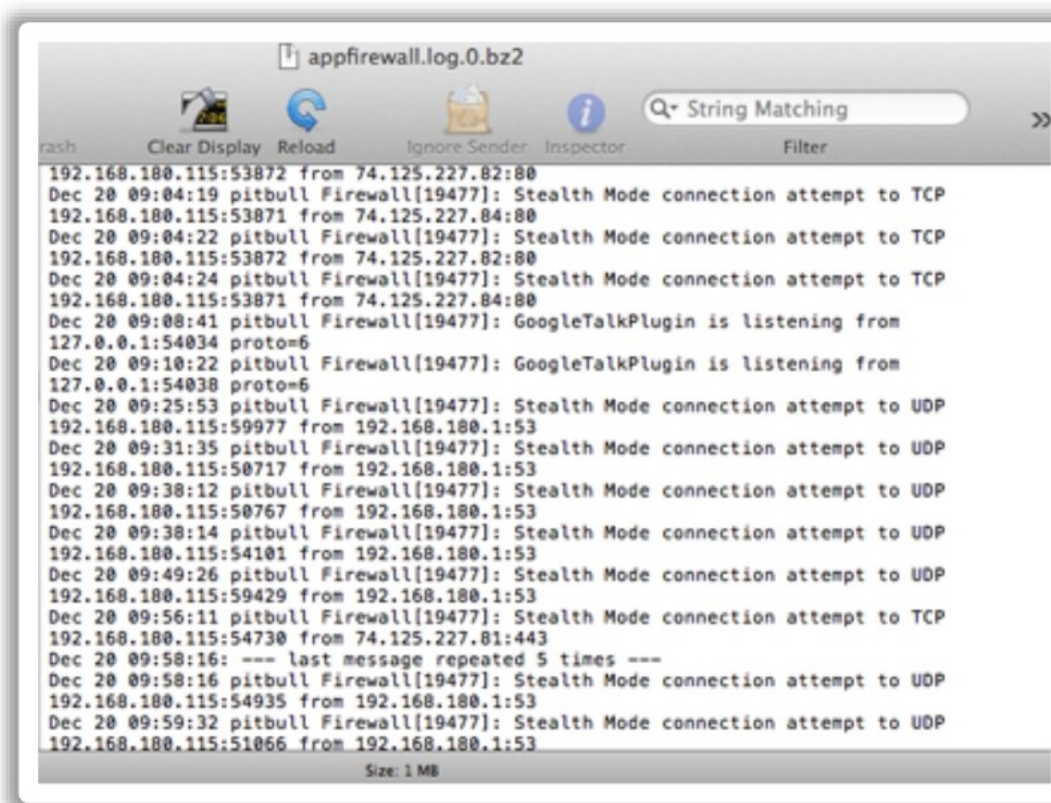 appfirewall.log.0.bz2
String Matching
rash Clear Display Reload Ignore Sender Inspector Filter
192.168.180.115:53872 from 74.125.227.82:80
Dec 20 09:04:19 pitbull Firewall[19477]: Stealth Mode connection attempt to TCP
192.168.180.115:53871 from 74.125.227.84:80
Dec 20 09:04:22 pitbull Firewall[19477]: Stealth Mode connection attempt to TCP
192.168.180.115:53872 from 74.125.227.82:80
Dec 20 09:04:24 pitbull Firewall[19477]: Stealth Mode connection attempt to TCP
192.168.180.115:53871 from 74.125.227.84:80
Dec 20 09:08:41 pitbull Firewall[19477]: GoogleTalkPlugin is listening from
127.0.0.1:54034 proto=6
Dec 20 09:10:22 pitbull Firewall[19477]: GoogleTalkPlugin is listening from
127.0.0.1:54038 proto=6
Dec 20 09:25:53 pitbull Firewall[19477]: Stealth Mode connection attempt to UDP
192.168.180.115:59977 from 192.168.180.1:53
Dec 20 09:31:35 pitbull Firewall[19477]: Stealth Mode connection attempt to UDP
192.168.180.115:50717 from 192.168.180.1:53
Dec 20 09:38:12 pitbull Firewall[19477]: Stealth Mode connection attempt to UDP
192.168.180.115:50767 from 192.168.180.1:53
Dec 20 09:38:14 pitbull Firewall[19477]: Stealth Mode connection attempt to UDP
192.168.180.115:54101 from 192.168.180.1:53
Dec 20 09:49:26 pitbull Firewall[19477]: Stealth Mode connection attempt to UDP
192.168.180.115:59429 from 192.168.180.1:53
Dec 20 09:56:11 pitbull Firewall[19477]: Stealth Mode connection attempt to TCP
192.168.180.115:54730 from 74.125.227.81:443
Dec 20 09:58:16: --- last message repeated 5 times ---
Dec 20 09:58:16 pitbull Firewall[19477]: Stealth Mode connection attempt to UDP
192.168.180.115:54935 from 192.168.180.1:53
Dec 20 09:59:32 pitbull Firewall[19477]: Stealth Mode connection attempt to UDP
192.168.180.115:51066 from 192.168.180.1:53
Size: 1 MB